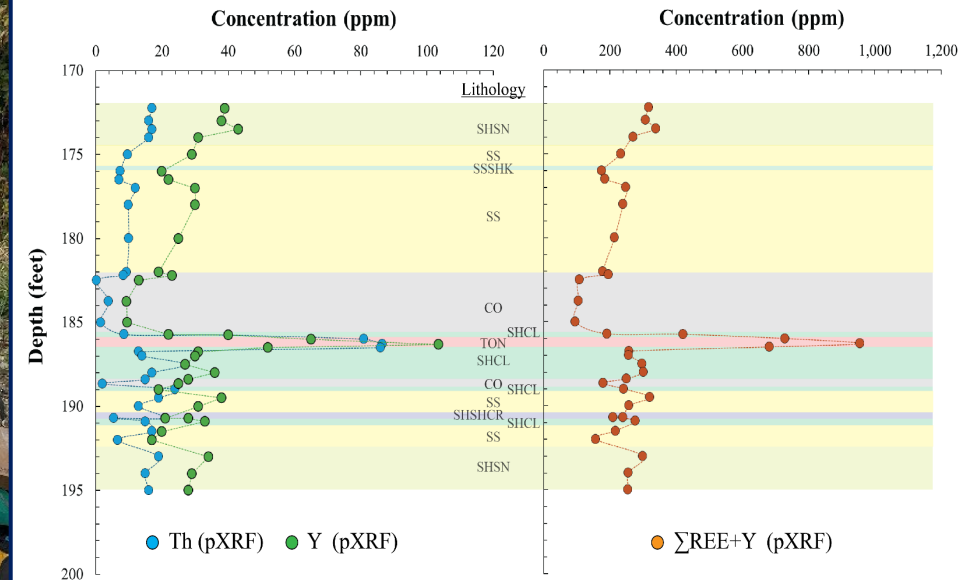 Concentration (ppm) Concentration (ppm)
0 20 40 60 80 100 120 0 200 400 600 800 1,000 1,200
170
Lithology
SHSN
175
SS
SSSHK
SS
180
CO
185
SHCL
TON
SHCL
CO
SHCL
190
SS
SHSHCR
SHCL
SS
SHSN
195
200
Depth (feet)
Th (pXRF) Y (pXRF) ∑REE+Y (pXRF)